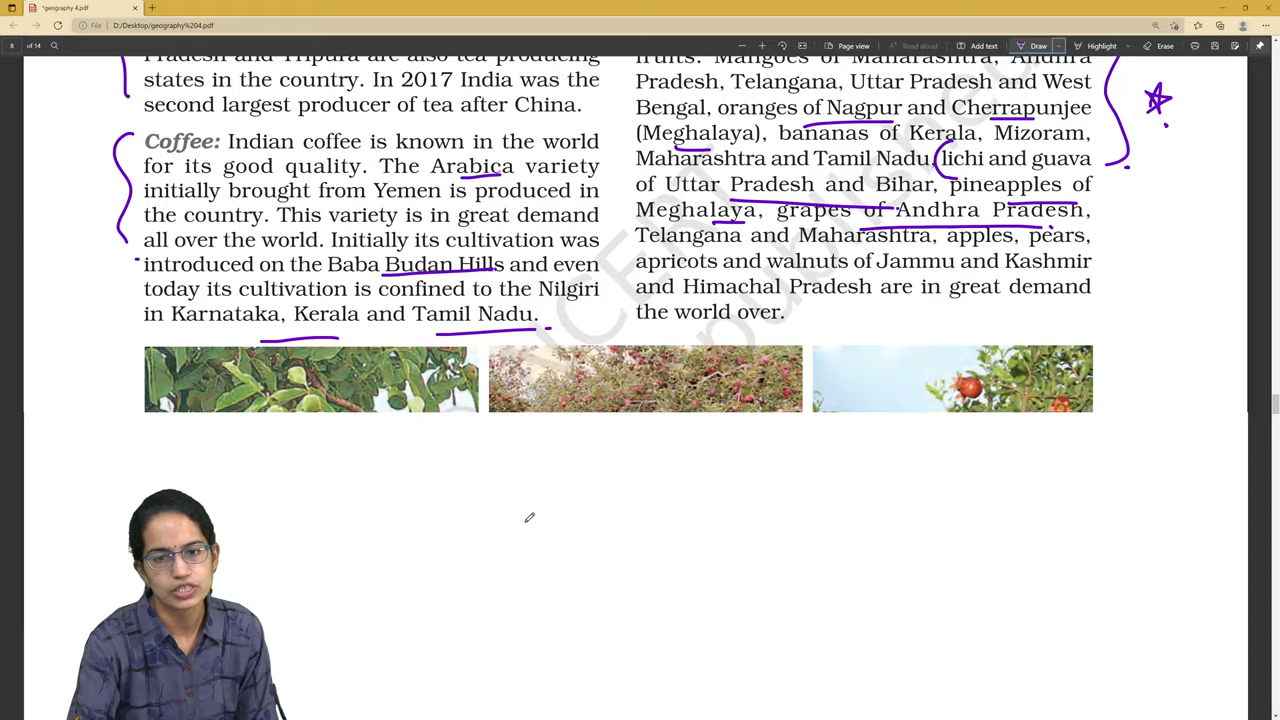 *geography 4.pdf
File D:/Desktop/geography%204.pdf
8 of 14
Page view
Read aloud
Add text
Draw
Highlight
Erase
Pradesh and Tripura are also tea producing
states in the country. In 2017 India was the
second largest producer of tea after China.
Coffee: Indian coffee is known in the world
for its good quality. The Arabica variety
initially brought from Yemen is produced in
the country. This variety is in great demand
all over the world. Initially its cultivation was
introduced on the Baba Budan Hills and even
today its cultivation is confined to the Nilgiri
in Karnataka, Kerala and Tamil Nadu.
fruits. Mangoes of Maharashtra, Andhra
Pradesh, Telangana, Uttar Pradesh and West
Bengal, oranges of Nagpur and Cherrapunjee
(Meghalaya), bananas of Kerala, Mizoram,
Maharashtra and Tamil Nadu, lichi and guava
of Uttar Pradesh and Bihar, pineapples of
Meghalaya, grapes of Andhra Pradesh,
Telangana and Maharashtra, apples, pears,
apricots and walnuts of Jammu and Kashmir
and Himachal Pradesh are in great demand
the world over.
NCERT
republished